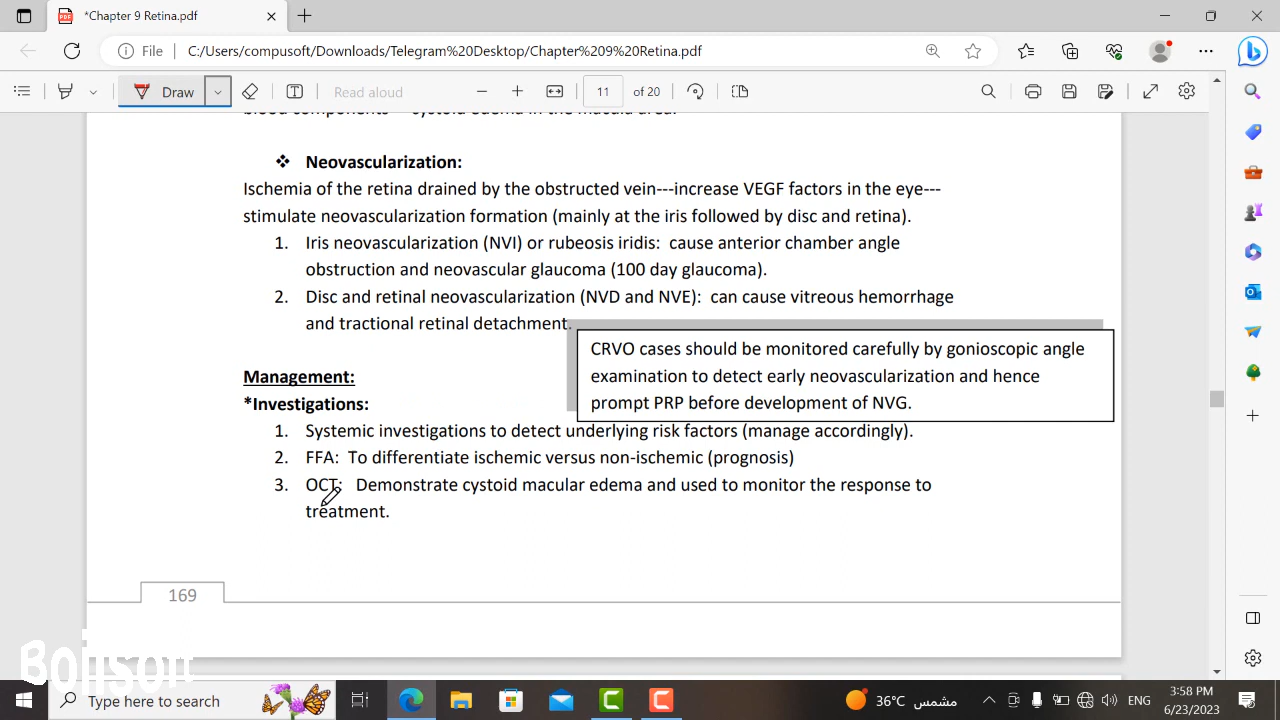 *Chapter 9 Retina.pdf
File
C:/Users/compusoft/Downloads/Telegram%20Desktop/Chapter%209%20Retina.pdf
Draw
Read aloud
11 of 20
Neovascularization:
Ischemia of the retina drained by the obstructed vein---increase VEGF factors in the eye---
stimulate neovascularization formation (mainly at the iris followed by disc and retina).
1. Iris neovascularization (NVI) or rubeosis iridis: cause anterior chamber angle
obstruction and neovascular glaucoma (100 day glaucoma).
2. Disc and retinal neovascularization (NVD and NVE): can cause vitreous hemorrhage
and tractional retinal detachment.
CRVO cases should be monitored carefully by gonioscopic angle
examination to detect early neovascularization and hence
prompt PRP before development of NVG.
Management:
*Investigations:
1. Systemic investigations to detect underlying risk factors (manage accordingly).
2. FFA: To differentiate ischemic versus non-ischemic (prognosis)
3. OCT: Demonstrate cystoid macular edema and used to monitor the response to
treatment.
169
Type here to search
36°C مشمس
ENG
3:58 PM
6/23/2023